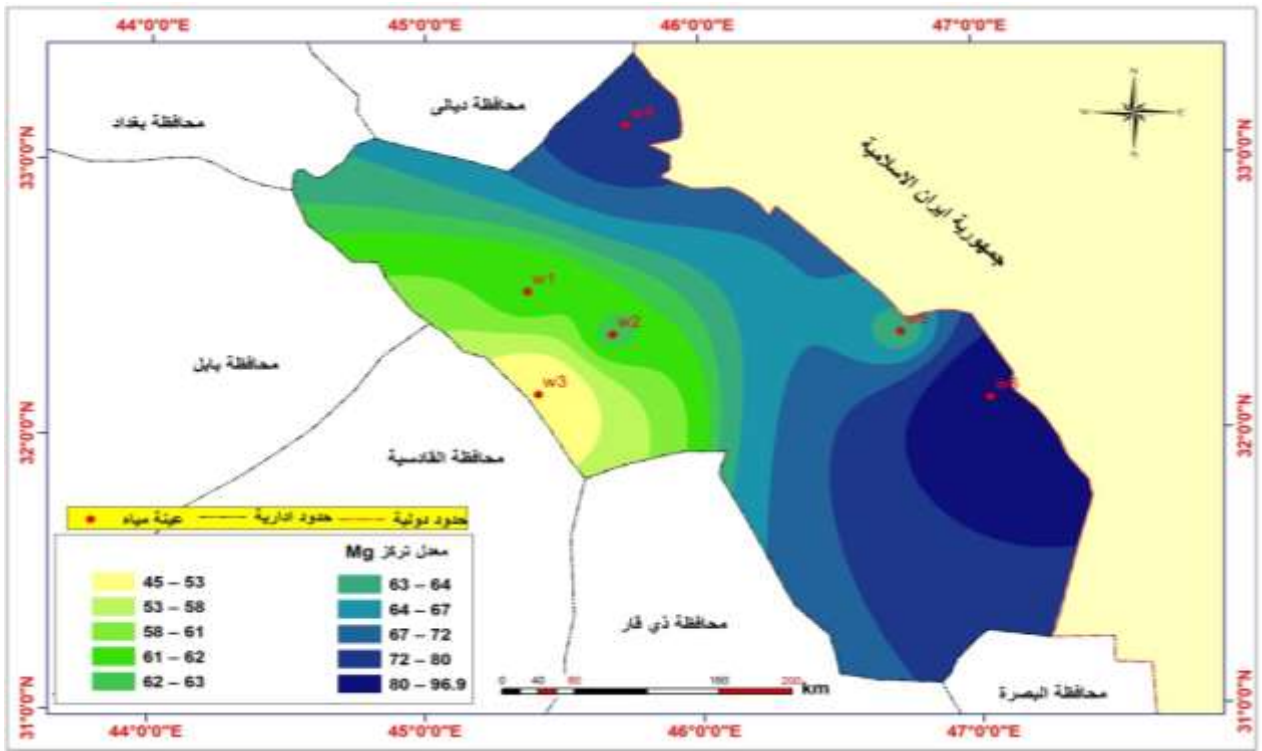 44°0'0"E 45°0'0"E 46°0'0"E 47°0'0"E
33°0'0"N
32°0'0"N
31°0'0"N
33°0'0"N
32°0'0"N
31°0'0"N
N
محافظة ديالى
محافظة بغداد
جمهورية ايران الاسلامية
w1
w2
w3
محافظة بابل
محافظة القادسية
محافظة ذي قار
محافظة البصرة
حدود دولية حدود ادارية عينة مياه
معدل تركز Mg
45 – 53
53 – 58
58 – 61
61 – 62
62 – 63
63 – 64
64 – 67
67 – 72
72 – 80
80 – 96.9
0 20 40 80 160 200 km
44°0'0"E 45°0'0"E 46°0'0"E 47°0'0"E